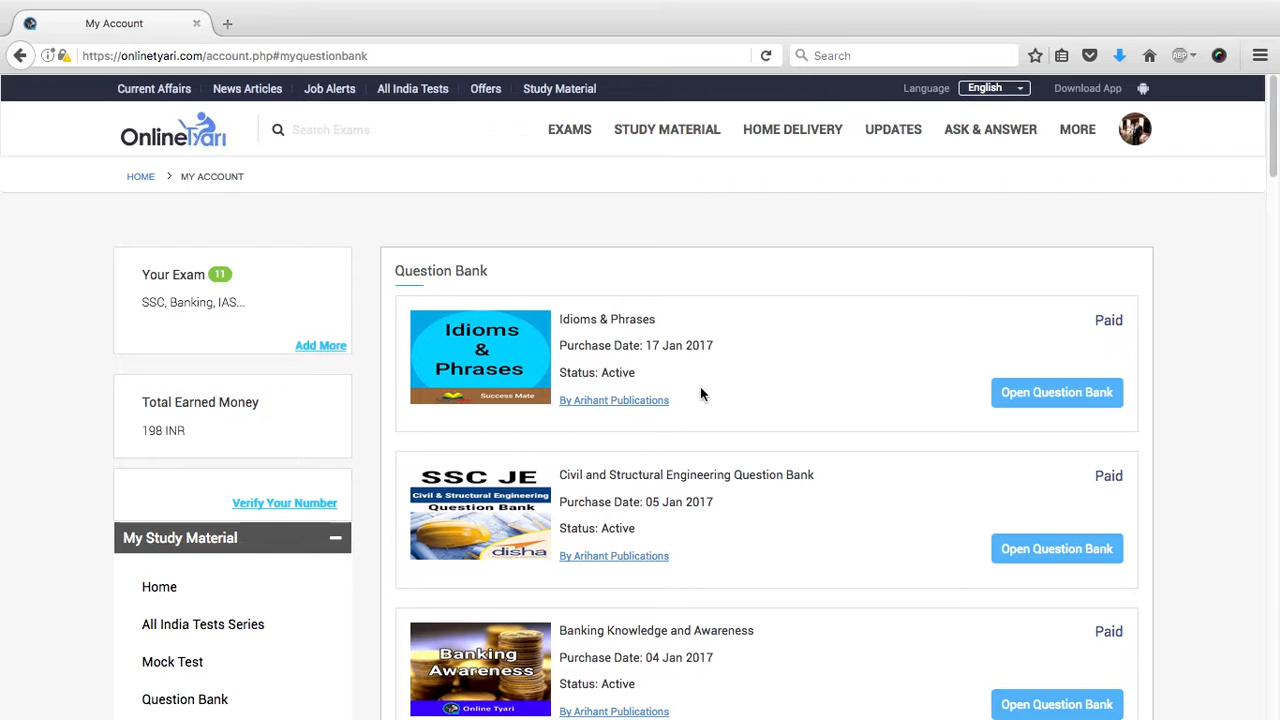 My Account
https://onlinetyari.com/account.php#myquestionbank
Search
ABP
Current Affairs
News Articles
Job Alerts
All India Tests
Offers
Study Material
Language
English
Download App
OnlineTyari
Search Exams
EXAMS
STUDY MATERIAL
HOME DELIVERY
UPDATES
ASK & ANSWER
MORE
HOME
MY ACCOUNT
Your Exam 11
SSC, Banking, IAS...
Add More
Total Earned Money
198 INR
Verify Your Number
My Study Material
Home
All India Tests Series
Mock Test
Question Bank
Question Bank
Idioms
&
Phrases
Success Mate
Idioms & Phrases
Purchase Date: 17 Jan 2017
Status: Active
By Arihant Publications
Paid
Open Question Bank
SSC JE
Civil & Structural Engineering
Question Bank
disha
Civil and Structural Engineering Question Bank
Purchase Date: 05 Jan 2017
Status: Active
By Arihant Publications
Paid
Open Question Bank
Banking
Awareness
Online Tyari
Banking Knowledge and Awareness
Purchase Date: 04 Jan 2017
Status: Active
By Arihant Publications
Paid
Open Question Bank